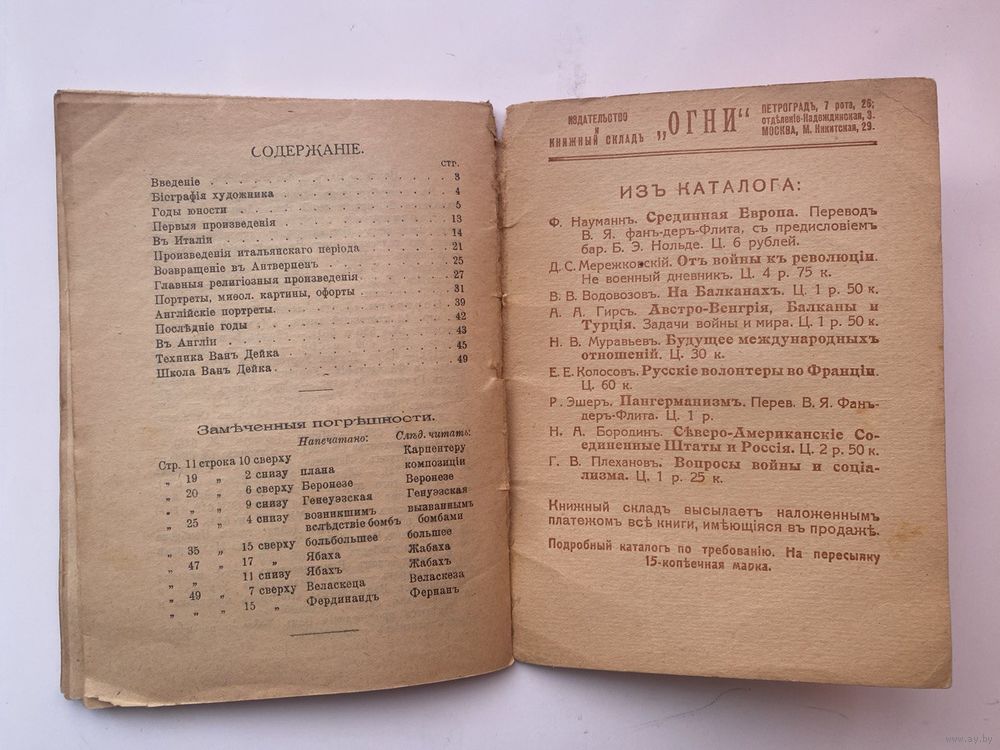 СОДЕРЖАНІЕ.
стр.
Введеніе . . . . . . . . . . . 3
Біографія художника . . . . . . . . 4
Годы юности . . . . . . . . . . 5
Первыя произведенія . . . . . . . . 13
Въ Италіи . . . . . . . . . . 14
Произведенія итальянскаго періода . . . . 21
Возвращеніе въ Антверпенъ . . . . . . 25
Главныя религіозныя произведенія . . . . 27
Портреты, миѳол. картины, офорты . . . . 31
Англійскіе портреты . . . . . . . . 39
Послѣдніе годы . . . . . . . . . 42
Въ Англіи . . . . . . . . . . 43
Техника Ванъ Дейка . . . . . . . . 45
Школа Ванъ Дейка . . . . . . . . 49
Замѣченныя погрѣшности.
Напечатано: Слѣд. читать:
Стр. 11 строка 10 сверху Карпентеру
„ 19 „ 2 снизу плана композиціи
„ 20 „ 6 сверху Веронезе Веронезе
„ „ „ 9 снизу Генеуэзская Генуэзская
„ 25 „ 4 снизу возникшимъ вызваннымъ
вслѣдствіе бомбъ бомбами
„ 35 „ 15 сверху больбольшее большее
„ 47 „ 17 „ Ябаха Жабаха
„ „ 11 снизу Ябахъ Жабахъ
„ 49 „ 7 сверху Веласкеца Веласкеза
„ „ „ 15 „ Фердинандъ Фернанъ
ИЗДАТЕЛЬСТВО
и
КНИЖНЫЙ СКЛАДЪ
„ОГНИ“
ПЕТРОГРАДЪ, 7 рота, 26;
отдѣленіе-Надеждинская, 3.
МОСКВА, М. Никитская, 29.
ИЗЪ КАТАЛОГА:
Ф. Науманнъ. Срединная Европа. Переводъ
В. Я. фанъ-деръ-Флита, съ предисловіемъ
бар. Б. Э. Нольде. Ц. 6 рублей.
Д. С. Мережковскій. Отъ войны къ революціи.
Не военный дневникъ. Ц. 4 р. 75 к.
В. В. Водовозовъ. На Балканахъ. Ц. 1 р. 50 к.
А. А. Гирсъ. Австро-Венгрія, Балканы и
Турція. Задачи войны и мира. Ц. 1 р. 50 к.
Н. В. Муравьевъ. Будущее международныхъ
отношеній. Ц. 30 к.
Е. Е. Колосовъ. Русскіе волонтеры во Франціи.
Ц. 60 к.
Р. Эшеръ. Пангерманизмъ. Перев. В. Я. Фанъ-
деръ-Флита. Ц. 1 р.
Н. А. Бородинъ. Сѣверо-Американскіе Со-
единенные Штаты и Россія. Ц. 2 р. 50 к.
Г. В. Плехановъ. Вопросы войны и соціа-
лизма. Ц. 1 р. 25 к.
Книжный складъ высылаетъ наложеннымъ
платежомъ всѣ книги, имѣющіяся въ продажѣ.
Подробный каталогъ по требованію. На пересылку
15-копѣечная марка.
www.ay.by